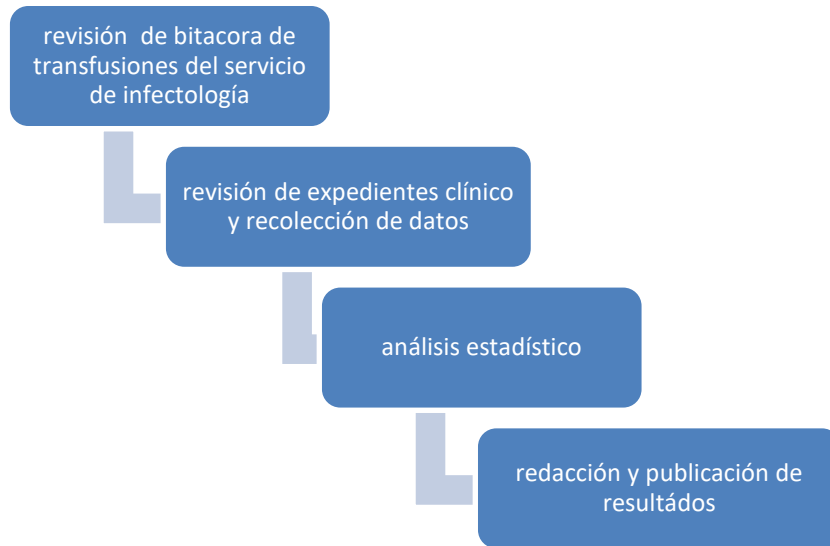 revisión  de bitacora de
transfusiones del servicio
de infectología
revisión de expedientes clínico
y recolección de datos
análisis estadístico
redacción y publicación de
resultádos